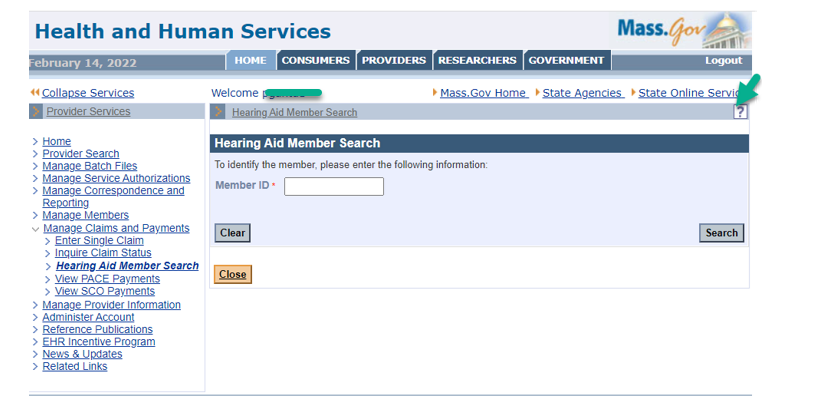 Health and Human Services
Mass.Gov
February 14, 2022
HOME CONSUMERS PROVIDERS RESEARCHERS GOVERNMENT Logout
Collapse Services
Welcome
Mass.Gov Home State Agencies State Online
Provider Services
Hearing Aid Member Search
?
Home
Provider Search
Manage Batch Files
Manage Service Authorizations
Manage Correspondence and
Reporting
Manage Members
Manage Claims and Payments
Enter Single Claim
Inquire Claim Status
Hearing Aid Member Search
View PACE Payments
View SCO Payments
Manage Provider Information
Administer Account
Reference Publications
EHR Incentive Program
News & Updates
Related Links
Hearing Aid Member Search
To identify the member, please enter the following information:
Member ID *
Clear
Search
Close